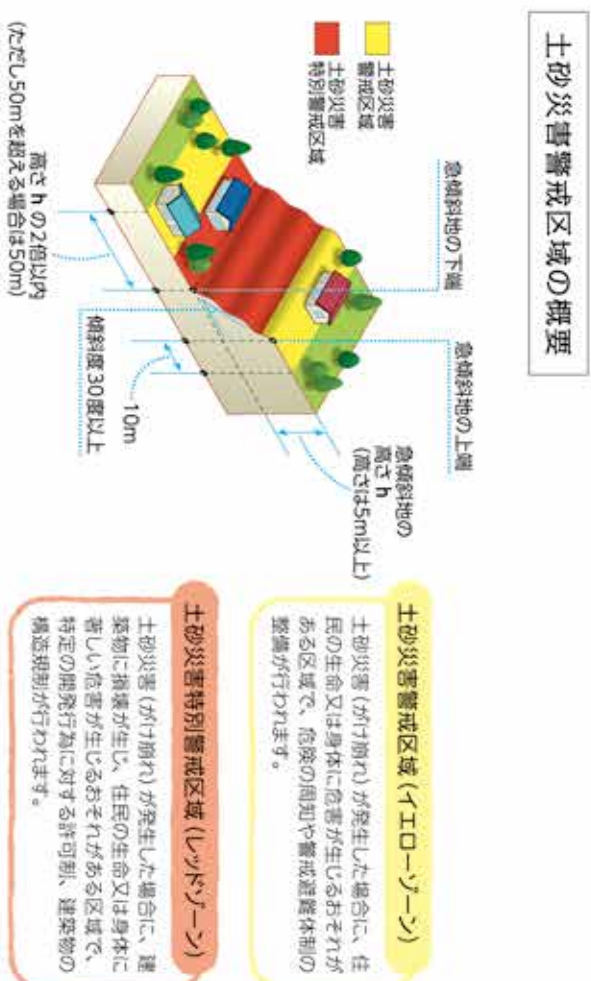 土砂災害警戒区域の概要
土砂災害
警戒区域
土砂災害
特別警戒区域
急傾斜地の下端
急傾斜地の上端
急傾斜地の
高さ h
(高さは5m以上)
10m
傾斜度30度以上
高さ h の2倍以内
(ただし50mを超える場合は50m)
土砂災害警戒区域(イエローゾーン)
土砂災害(がけ崩れ)が発生した場合に、住
民の生命又は身体に危害が生じるおそれが
ある区域で、危険の周知や警戒避難体制の
整備が行われます。
土砂災害特別警戒区域(レッドゾーン)
土砂災害(がけ崩れ)が発生した場合に、建
築物に損壊が生じ、住民の生命又は身体に
著しい危害が生じるおそれがある区域で、
特定の開発行為に対する許可制、建築物の
構造規制が行われます。